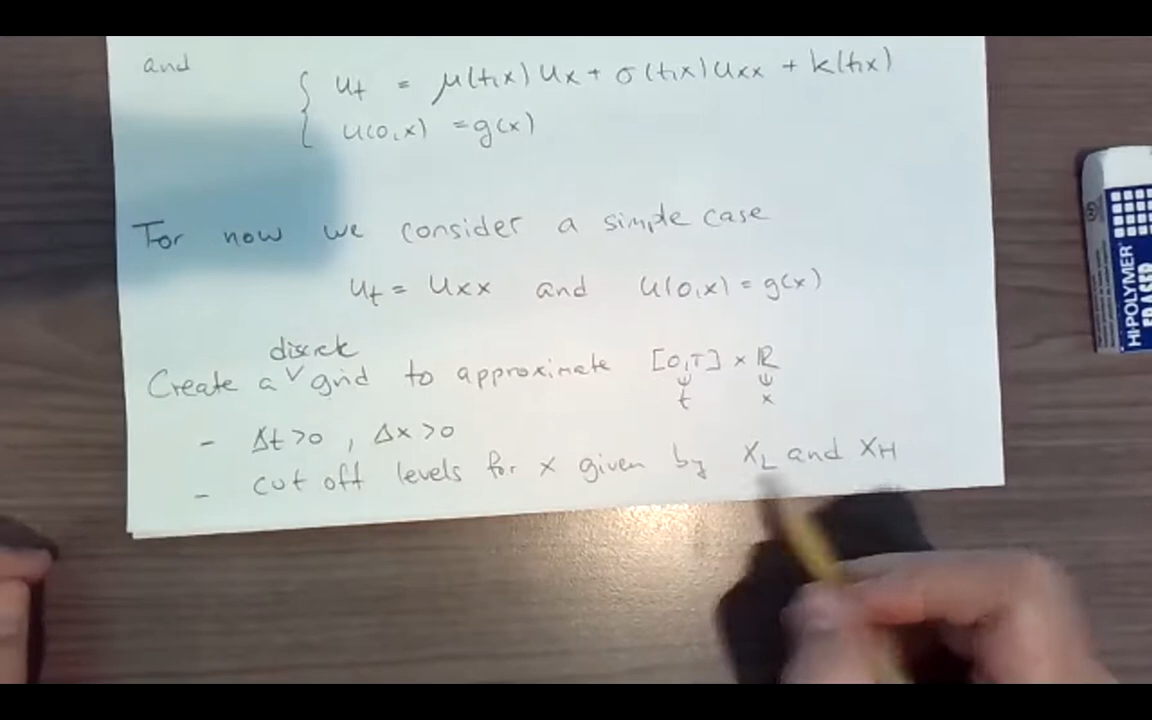 and
{ ut = μ(t,x) ux + σ(t,x) uxx + k(t,x)
u(0,x) = g(x)
For now we consider a simple case
ut = uxx and u(0,x) = g(x)
discrete
Create a ∨ grid to approximate [0,T] × ℝ
t x
- Δt>0, Δx>0
- cut off levels for x given by xL and xH
HI-POLYMER
ERASER